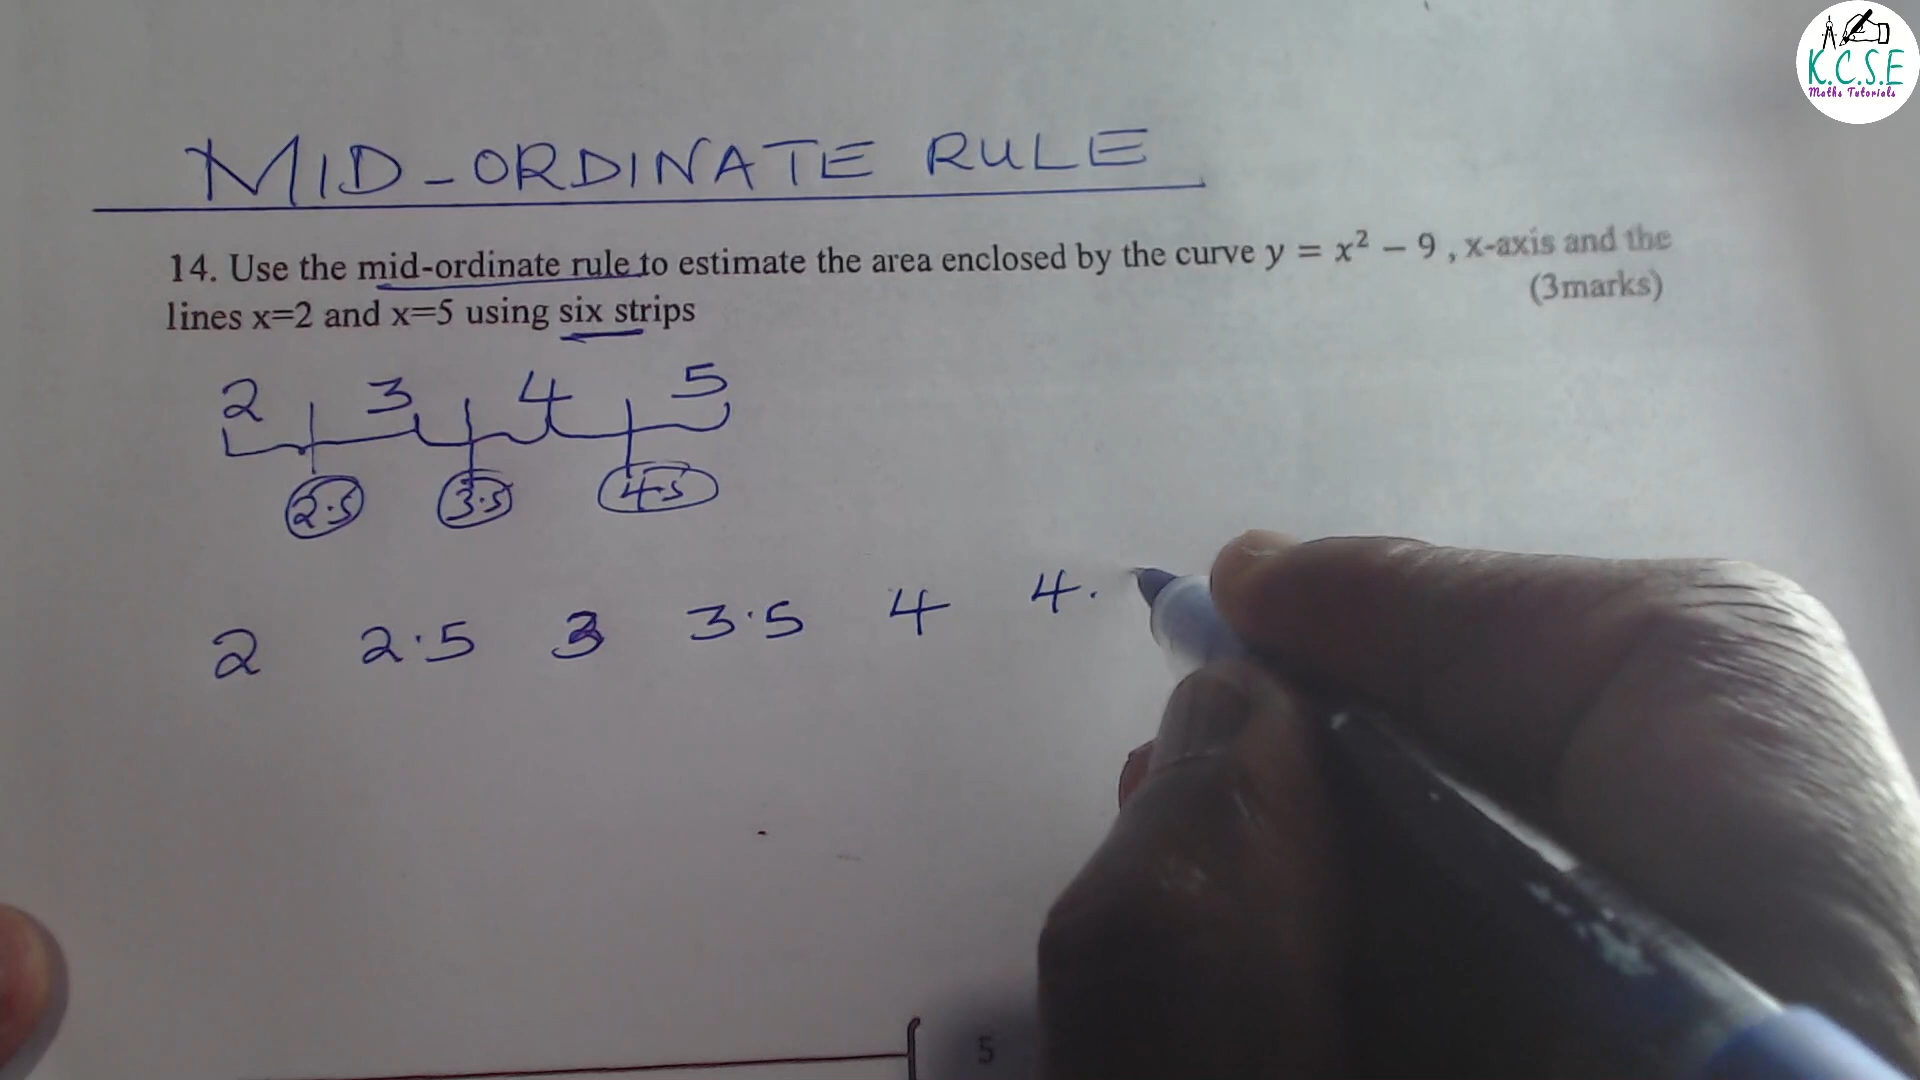 K.C.S.E
Maths Tutorials
MID-ORDINATE RULE
14. Use the mid-ordinate rule to estimate the area enclosed by the curve y = x² − 9 , x-axis and the
lines x=2 and x=5 using six strips
(3marks)
2 3 4 5
2.5 3.5 4.5
2 2.5 3 3.5 4 4.
5